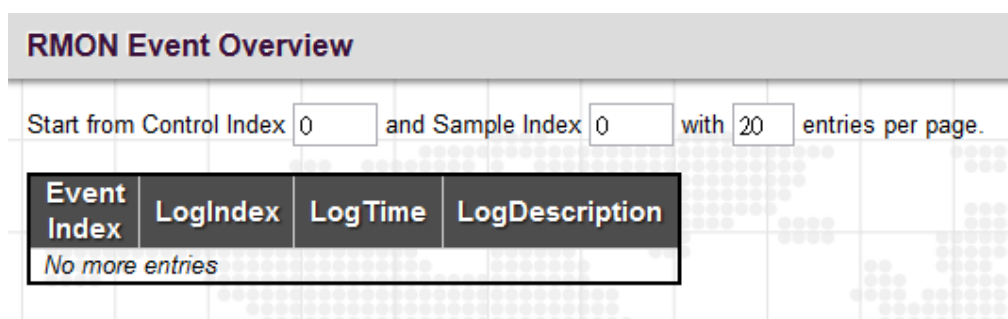 RMON Event Overview
Start from Control Index 0 and Sample Index 0 with 20 entries per page.
Event Index LogIndex LogTime LogDescription
No more entries